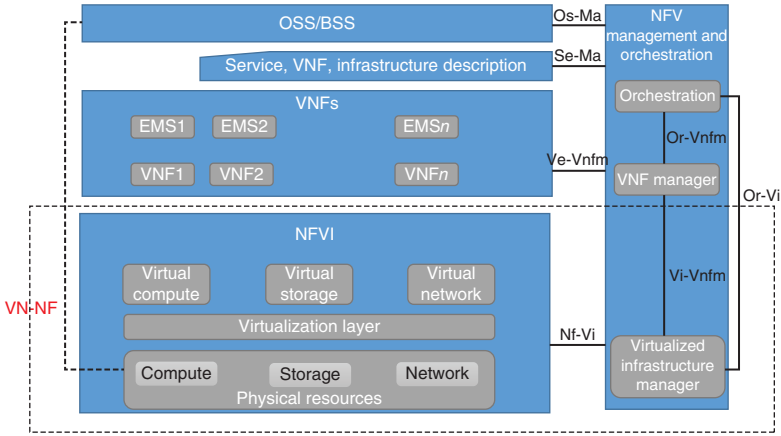 OSS/BSS
Os-Ma
NFV
management and
orchestration
Service, VNF, infrastructure description
Se-Ma
VNFs
Orchestration
EMS1
EMS2
EMSn
Or-Vnfm
Ve-Vnfm
VNF1
VNF2
VNFn
VNF manager
Or-Vi
NFVI
Virtual
compute
Virtual
storage
Virtual
network
Vi-Vnfm
VN-NF
Virtualization layer
Nf-Vi
Virtualized
infrastructure
manager
Compute
Storage
Network
Physical resources